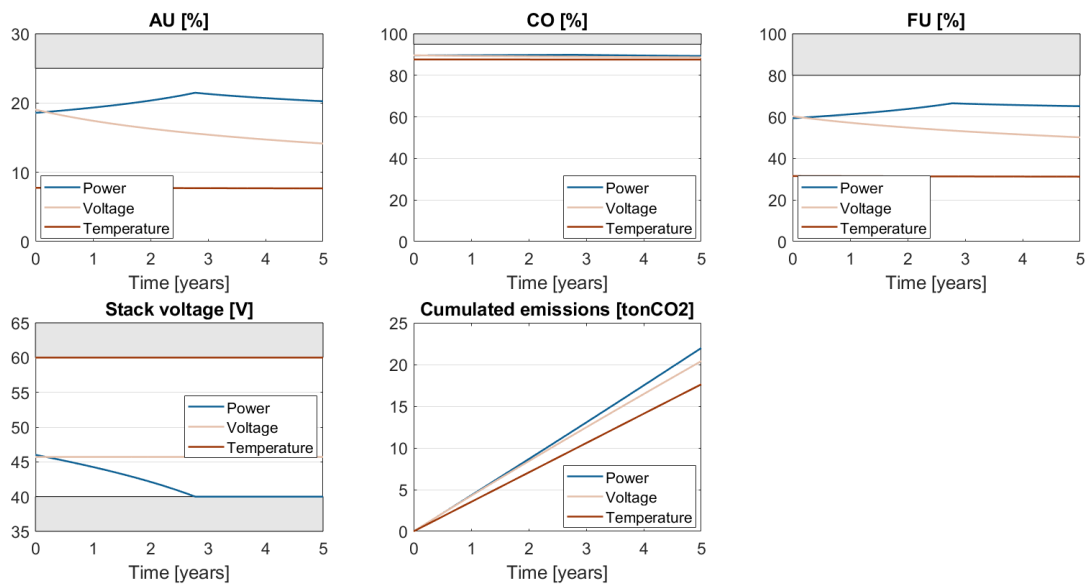 AU [%]
30
20
10
0
Power
Voltage
Temperature
0 1 2 3 4 5
Time [years]
CO [%]
100
80
60
40
20
0
Power
Voltage
Temperature
0 1 2 3 4 5
Time [years]
FU [%]
100
80
60
40
20
0
Power
Voltage
Temperature
0 1 2 3 4 5
Time [years]
Stack voltage [V]
65
60
55
50
45
40
35
Power
Voltage
Temperature
0 1 2 3 4 5
Time [years]
Cumulated emissions [tonCO2]
25
20
15
10
5
0
Power
Voltage
Temperature
0 1 2 3 4 5
Time [years]